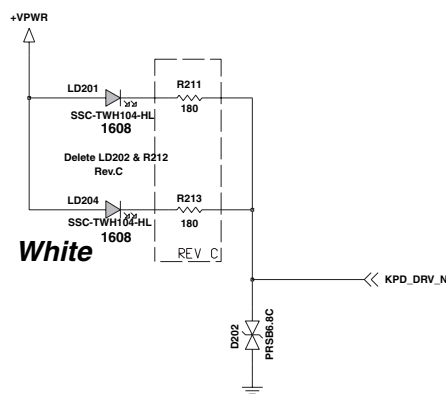 +VPWR
LD201
R211
SSC-TWH104-HL
180
1608
Delete LD202 & R212
Rev.C
LD204
R213
SSC-TWH104-HL
180
1608
White
REV C
KPD_DRV_N
D202
PRSB6.8C